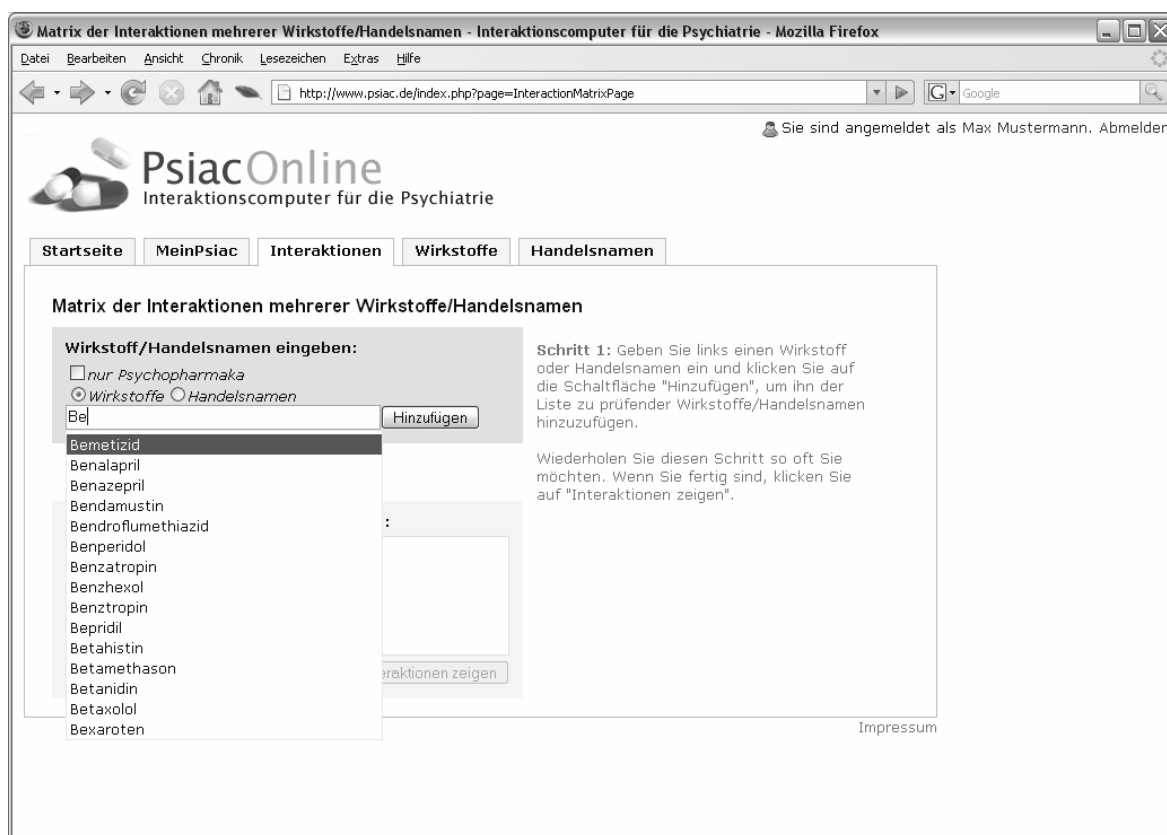 Matrix der Interaktionen mehrerer Wirkstoffe/Handelsnamen - Interaktionscomputer für die Psychiatrie - Mozilla Firefox
Datei Bearbeiten Ansicht Chronik Lesezeichen Extras Hilfe
http://www.psiac.de/index.php?page=InteractionMatrixPage
G Google
Sie sind angemeldet als Max Mustermann. Abmelden
PsiacOnline
Interaktionscomputer für die Psychiatrie
Startseite MeinPsiac Interaktionen Wirkstoffe Handelsnamen
Matrix der Interaktionen mehrerer Wirkstoffe/Handelsnamen
Wirkstoff/Handelsnamen eingeben:
nur Psychopharmaka
Wirkstoffe Handelsnamen
Be
Hinzufügen
Bemetizid
Benalapril
Benazepril
Bendamustin
Bendroflumethiazid
Benperidol
Benzatropin
Benzhexol
Benztropin
Bepridil
Betahistin
Betamethason
Betanidin
Betaxolol
Bexaroten
:
eraktionen zeigen
Schritt 1: Geben Sie links einen Wirkstoff
oder Handelsnamen ein und klicken Sie auf
die Schaltfläche "Hinzufügen", um ihn der
Liste zu prüfender Wirkstoffe/Handelsnamen
hinzuzufügen.
Wiederholen Sie diesen Schritt so oft Sie
möchten. Wenn Sie fertig sind, klicken Sie
auf "Interaktionen zeigen".
Impressum